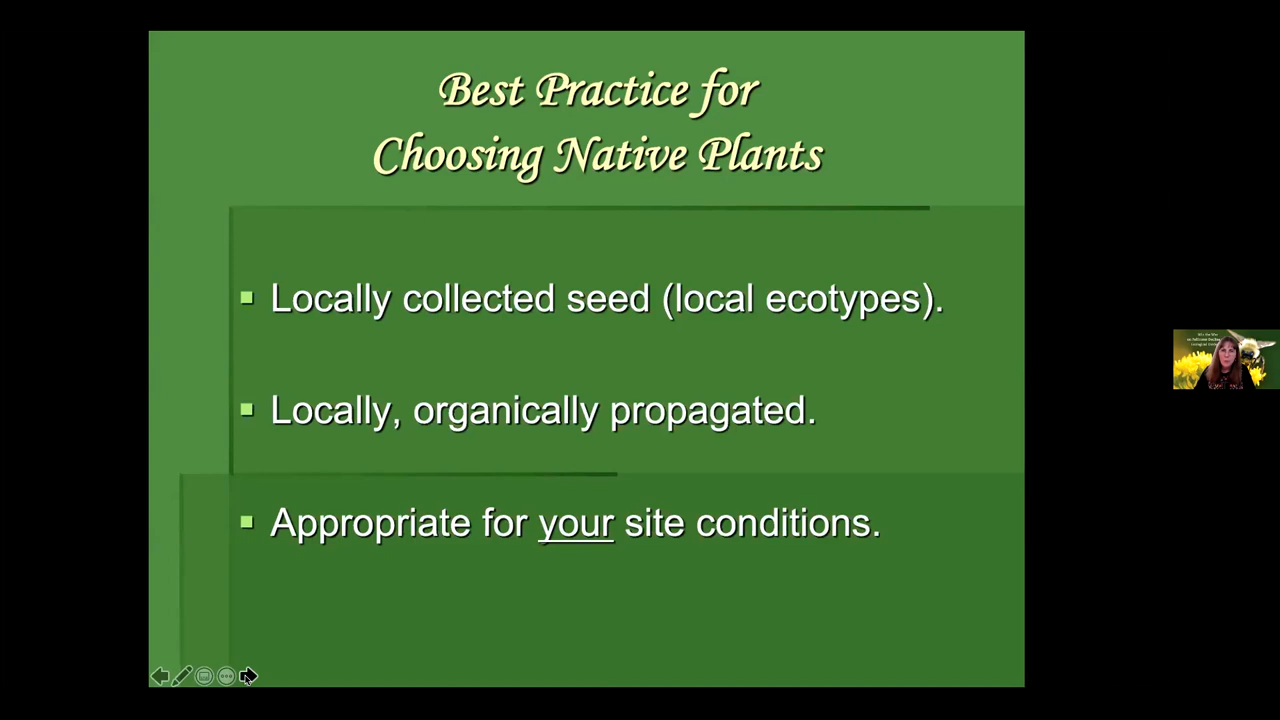 Best Practice for
Choosing Native Plants
Locally collected seed (local ecotypes).
Locally, organically propagated.
Appropriate for your site conditions.